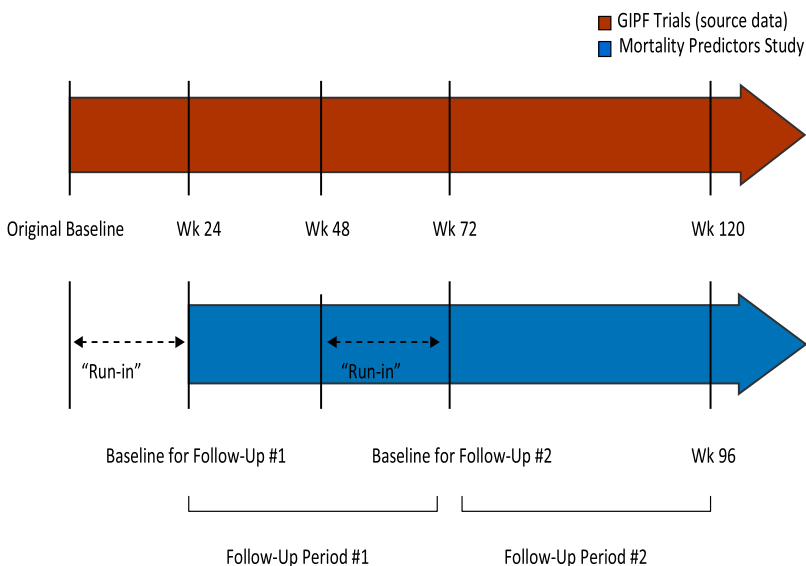 GIPF Trials (source data)
Mortality Predictors Study
Original Baseline
Wk 24
Wk 48
Wk 72
Wk 120
“Run-in”
“Run-in”
Baseline for Follow-Up #1
Baseline for Follow-Up #2
Wk 96
Follow-Up Period #1
Follow-Up Period #2